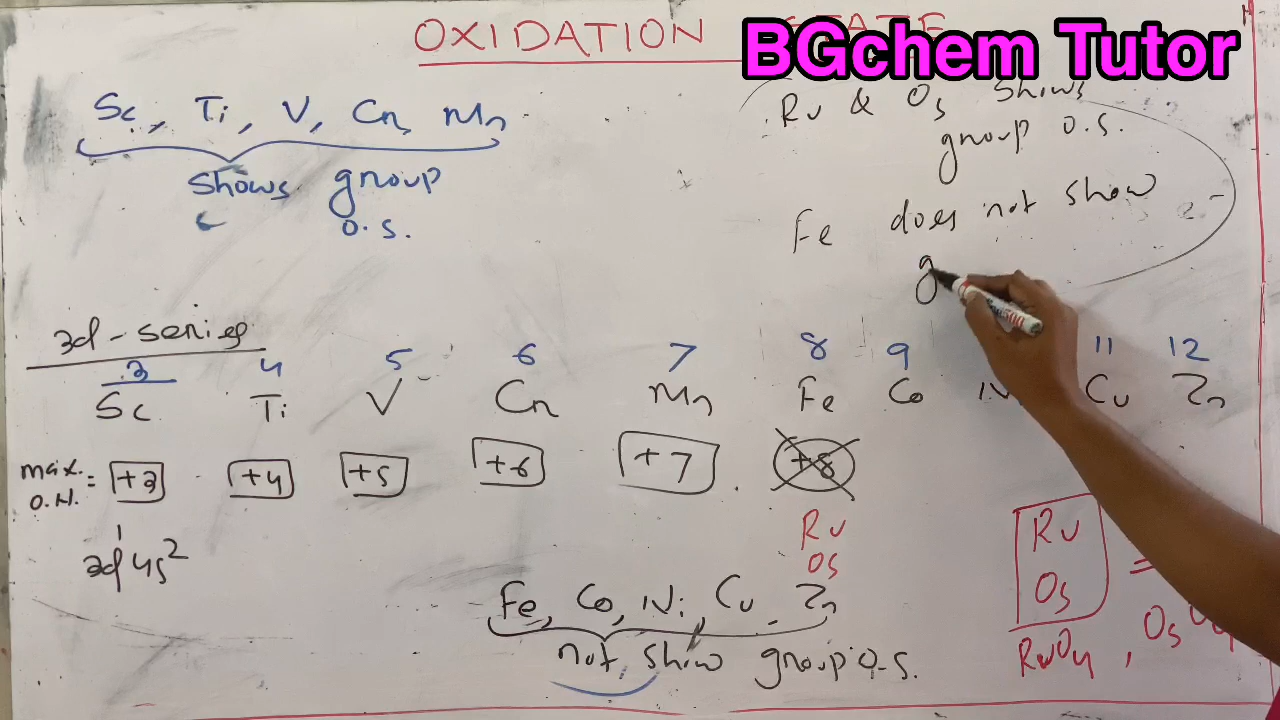 OXIDATION STATE
BGchem Tutor
Sc, Ti, V, Cr, Mn
shows group
o.s.
Ru & Os shows
group o.s.
Fe does not show
g
3d-series
3 4 5 6 7 8 9 11 12
Sc Ti V Cr Mn Fe Co Ni Cu Zn
max. O.N. = +3 +4 +5 +6 +7 +8
3d¹4s²
Ru
Os
Fe, Co, Ni, Cu, Zn
not show group o.s.
Ru
Os =
RuO4, OsO4